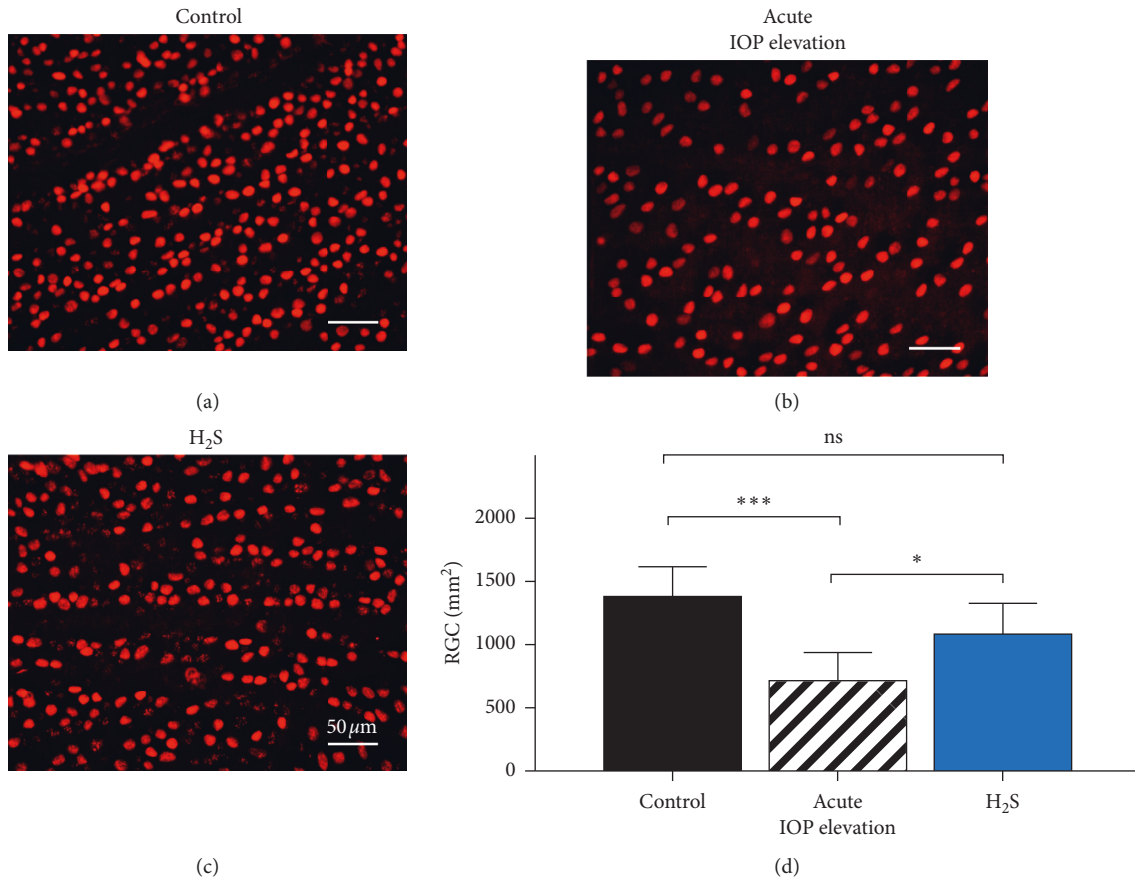 Control
Acute
IOP elevation
(a)
(b)
H₂S
50 μm
(c)
ns
***
*
2000
1500
1000
500
0
RGC (mm²)
Control
Acute
IOP elevation
H₂S
(d)